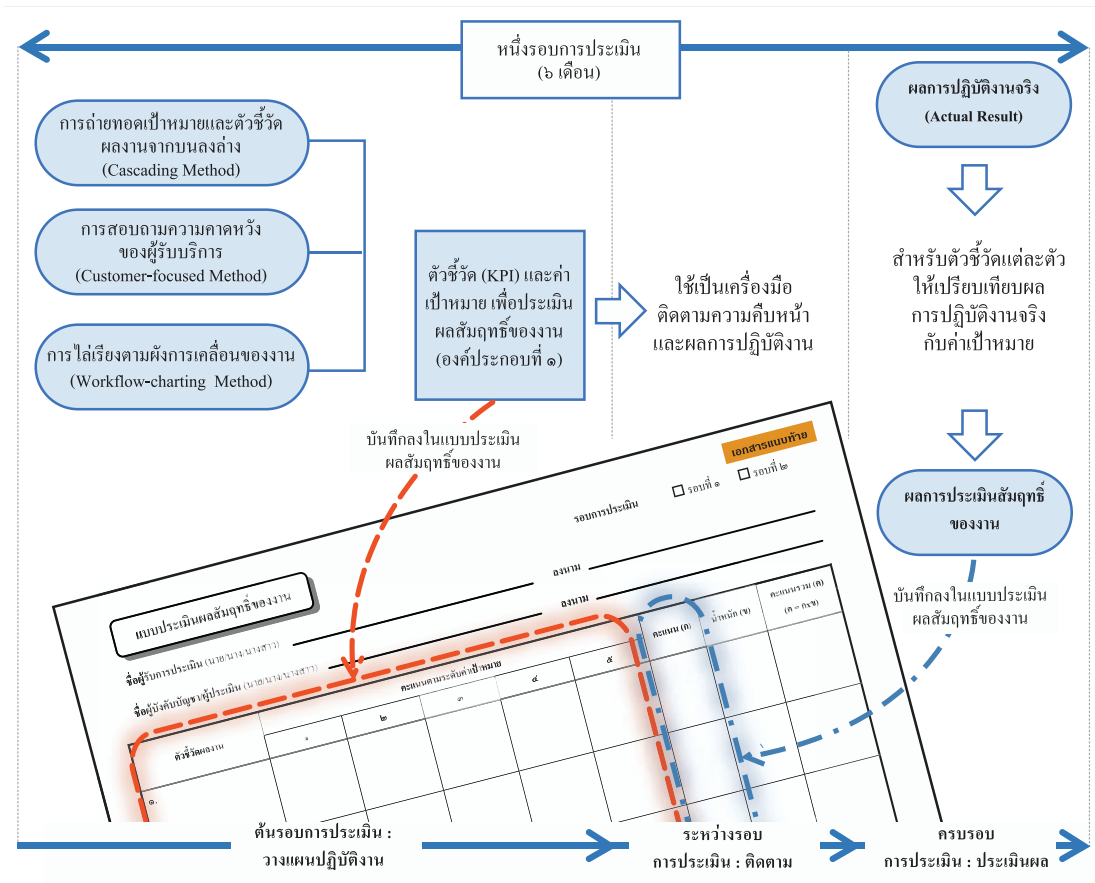 หนึ่งรอบการประเมิน
(๖ เดือน)
การถ่ายทอดเป้าหมายและตัวชี้วัด
ผลงานจากบนลงล่าง
(Cascading Method)
การสอบถามความคาดหวัง
ของผู้รับบริการ
(Customer-focused Method)
การไล่เรียงตามผังการเคลื่อนของงาน
(Workflow-charting Method)
ตัวชี้วัด (KPI) และค่า
เป้าหมาย เพื่อประเมิน
ผลสัมฤทธิ์ของงาน
(องค์ประกอบที่ ๑)
ใช้เป็นเครื่องมือ
ติดตามความคืบหน้า
และผลการปฏิบัติงาน
ผลการปฏิบัติงานจริง
(Actual Result)
สำหรับตัวชี้วัดแต่ละตัว
ให้เปรียบเทียบผล
การปฏิบัติงานจริง
กับค่าเป้าหมาย
ผลการประเมินสัมฤทธิ์
ของงาน
บันทึกลงในแบบประเมิน
ผลสัมฤทธิ์ของงาน
บันทึกลงในแบบประเมิน
ผลสัมฤทธิ์ของงาน
เอกสารแนบท้าย
รอบการประเมิน รอบที่ ๑ รอบที่ ๒
แบบประเมินผลสัมฤทธิ์ของงาน
ชื่อผู้รับการประเมิน (นาย/นาง/นางสาว) ลงนาม
ชื่อผู้บังคับบัญชา/ผู้ประเมิน (นาย/นาง/นางสาว) ลงนาม
ตัวชี้วัดผลงาน
คะแนนตามระดับค่าเป้าหมาย
๑ ๒ ๓ ๔ ๕
คะแนน (ค)
น้ำหนัก (ข)
คะแนนรวม (ค)
(ค = กxข)
๑.
ต้นรอบการประเมิน :
วางแผนปฏิบัติงาน
ระหว่างรอบ
การประเมิน : ติดตาม
ครบรอบ
การประเมิน : ประเมินผล